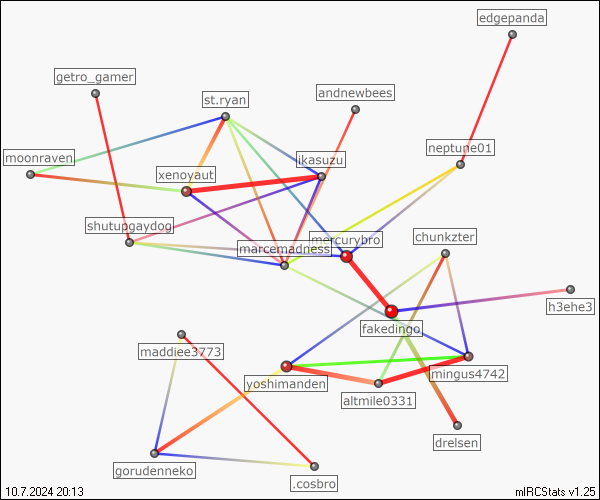 edgepanda
getro_gamer
st.ryan
andnewbees
moonraven
xenoyaut
ikasuzu
neptune01
shutupgaydog
mercurybro
marcemadness
chunkzter
h3ehe3
fakedingo
maddiee3773
yoshimanden
mingus4742
altmile0331
drelsen
gorudenneko
.cosbro
10.7.2024 20:13
mIRCStats v1.25